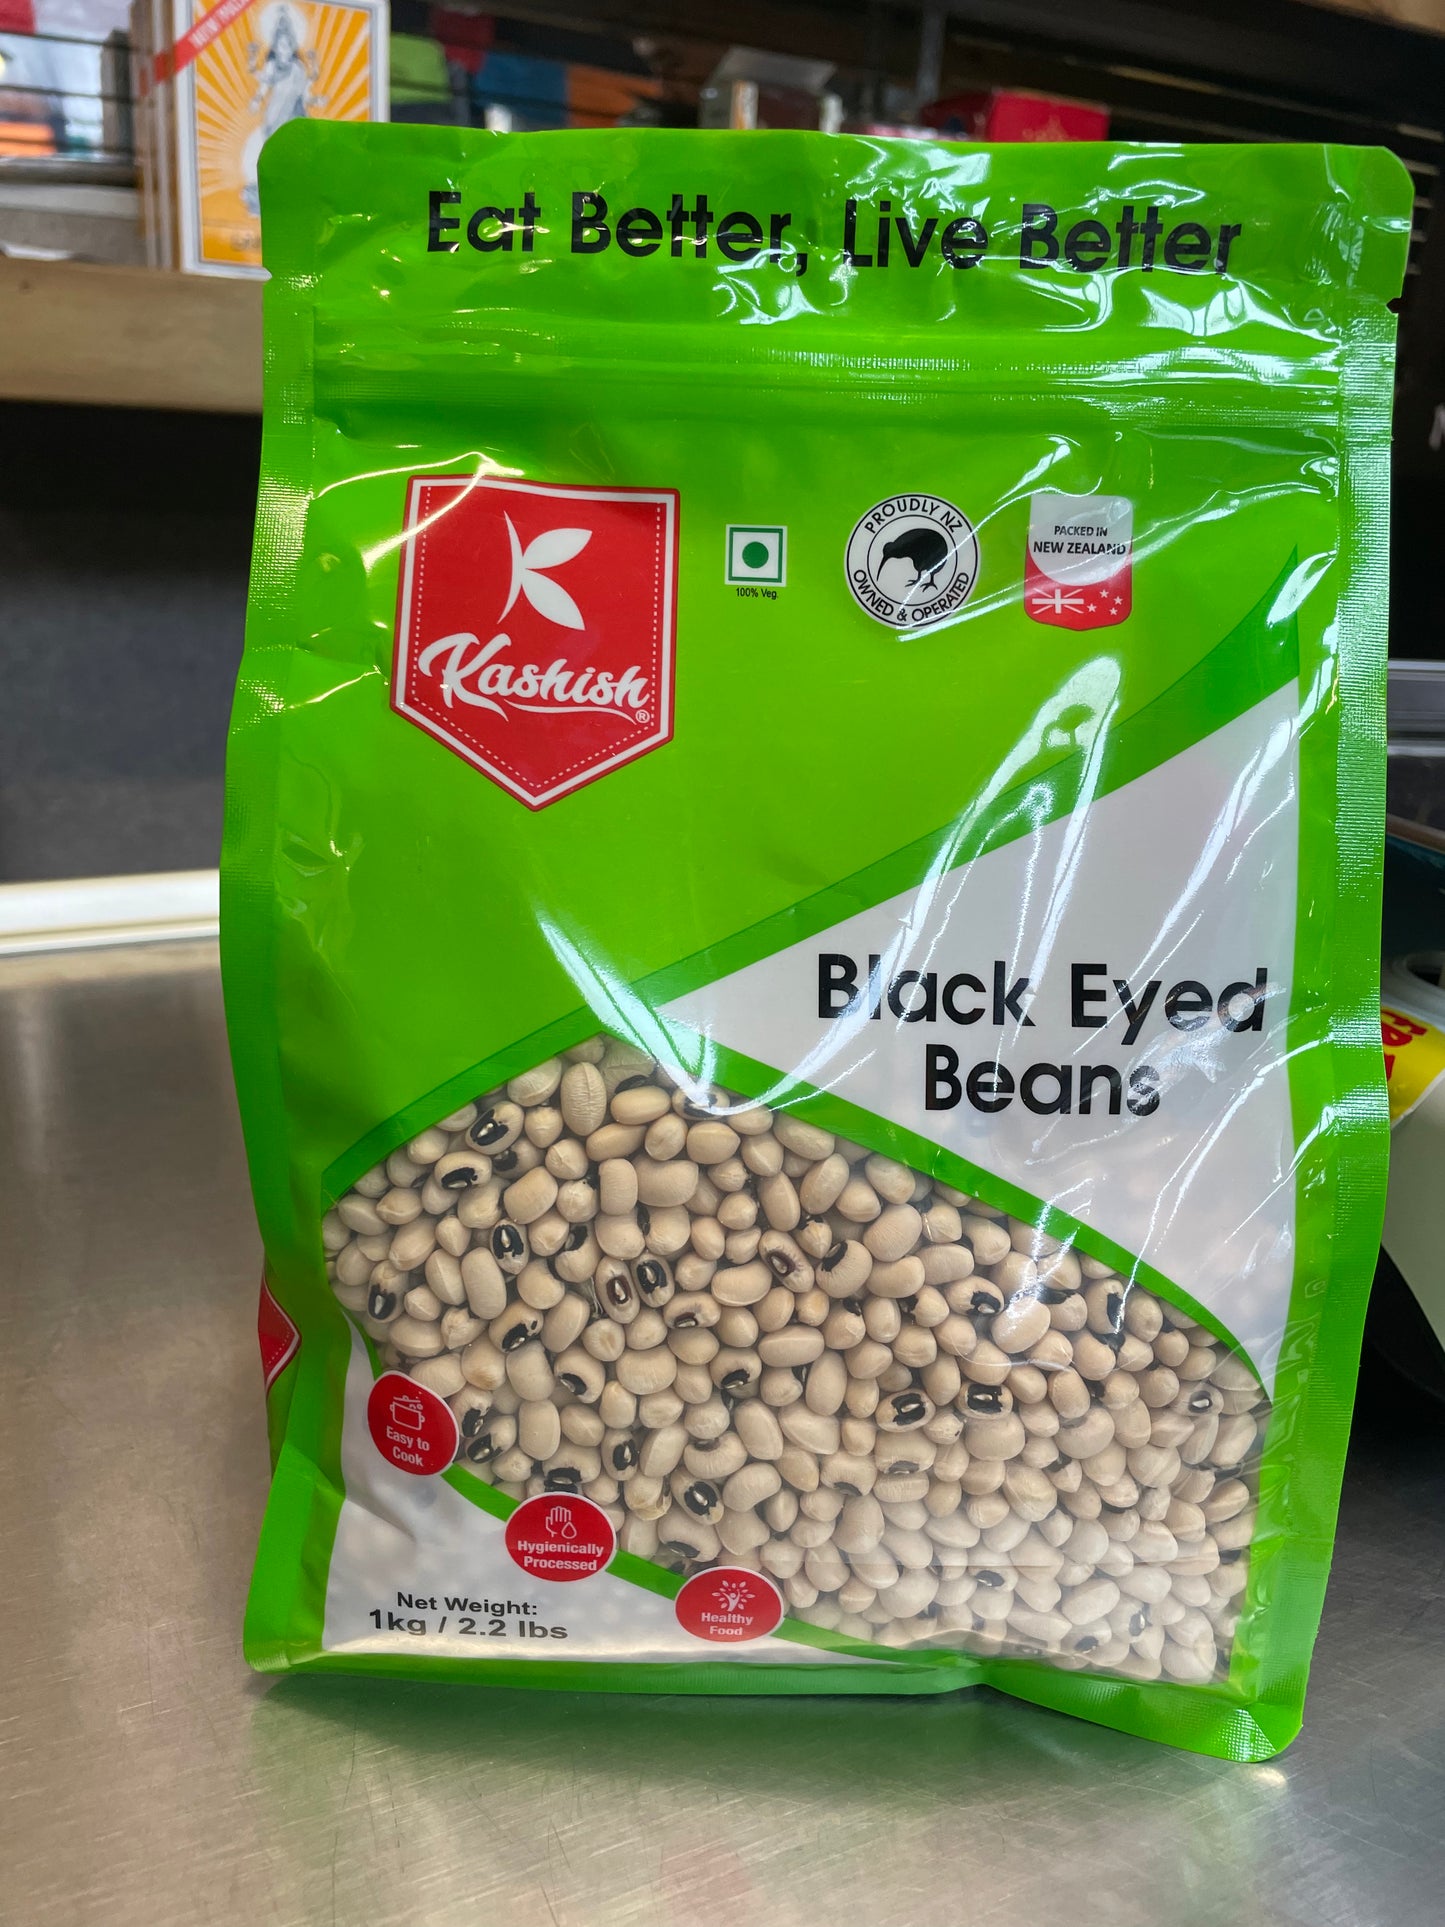 Eat Better, Live Better
Kashish®
100% Veg.
PROUDLY NZ
OWNED & OPERATED
PACKED IN
NEW ZEALAND
Black Eyed
Beans
Easy to
Cook
Hygienically
Processed
Healthy
Food
Net Weight:
1kg / 2.2 lbs